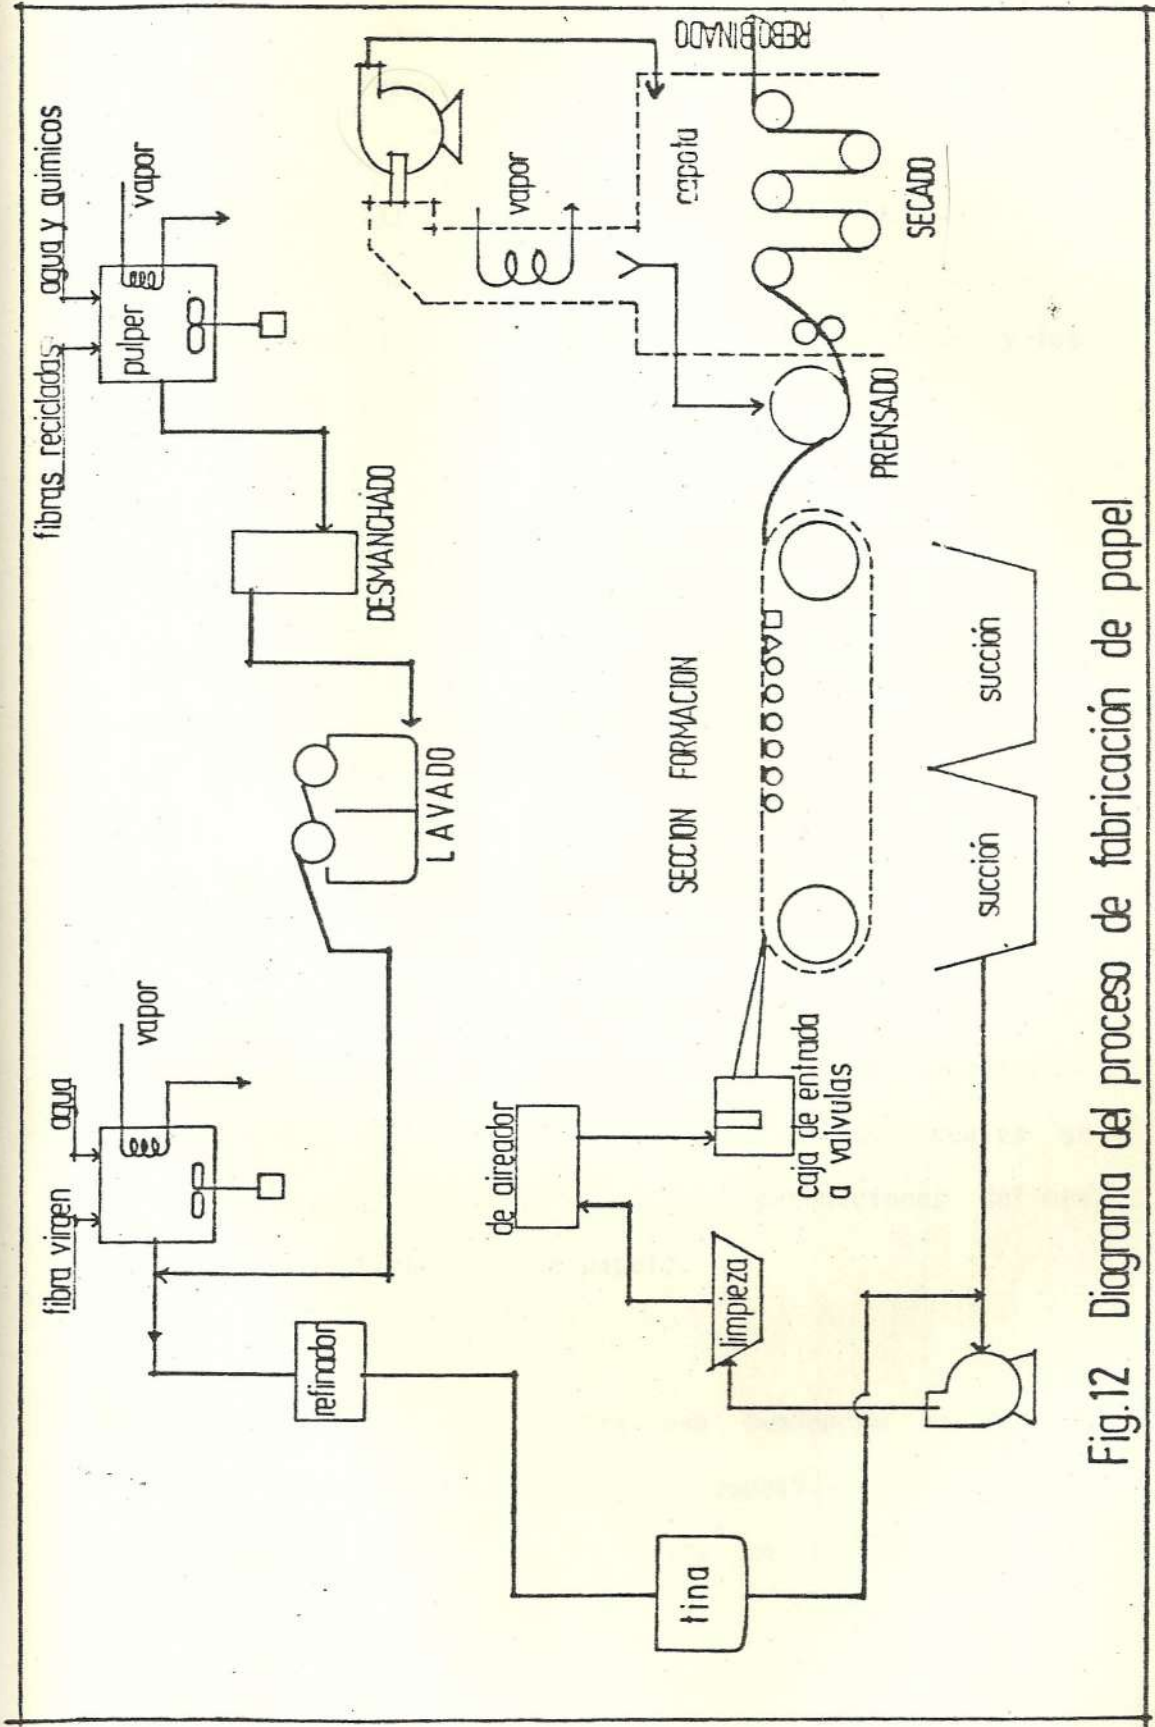 fibra virgen
agua
vapor
fibras recicladas
agua y quimicos
pulper
vapor
DESMANCHADO
LAVADO
refinador
tina
limpieza
de aireador
caja de entrada
a valvulas
SECCION FORMACION
PRENSADO
vapor
capota
SECADO
REBOBINADO
succión
succión
Fig.12 Diagrama del proceso de fabricación de papel